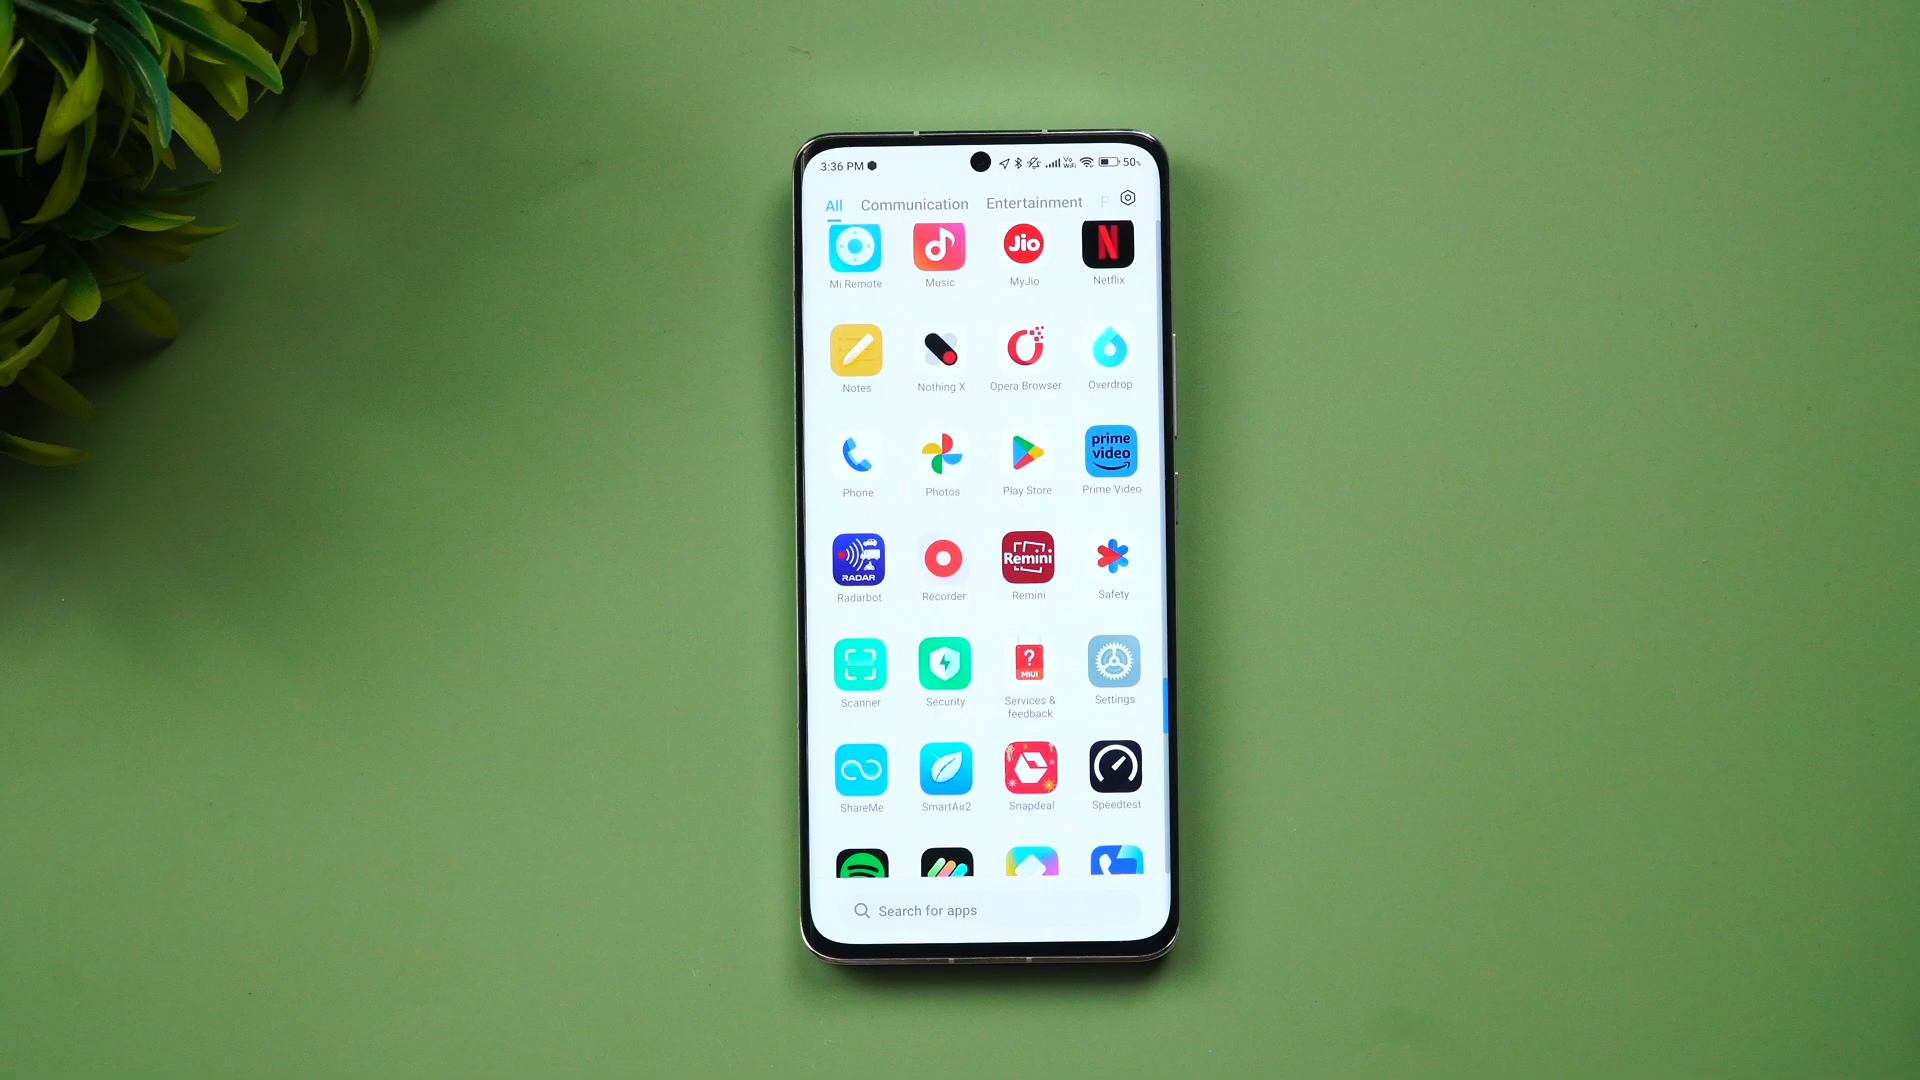 3:36 PM Vo WiFi 50%
All Communication Entertainment P
Jio N
Mi Remote Music MyJio Netflix
Notes Nothing X Opera Browser Overdrop
prime video
Phone Photos Play Store Prime Video
RADAR Remini
Radarbot Recorder Remini Safety
? MIUI
Scanner Security Services & Settings
feedback
ShareMe SmartAir2 Snapdeal Speedtest
Search for apps